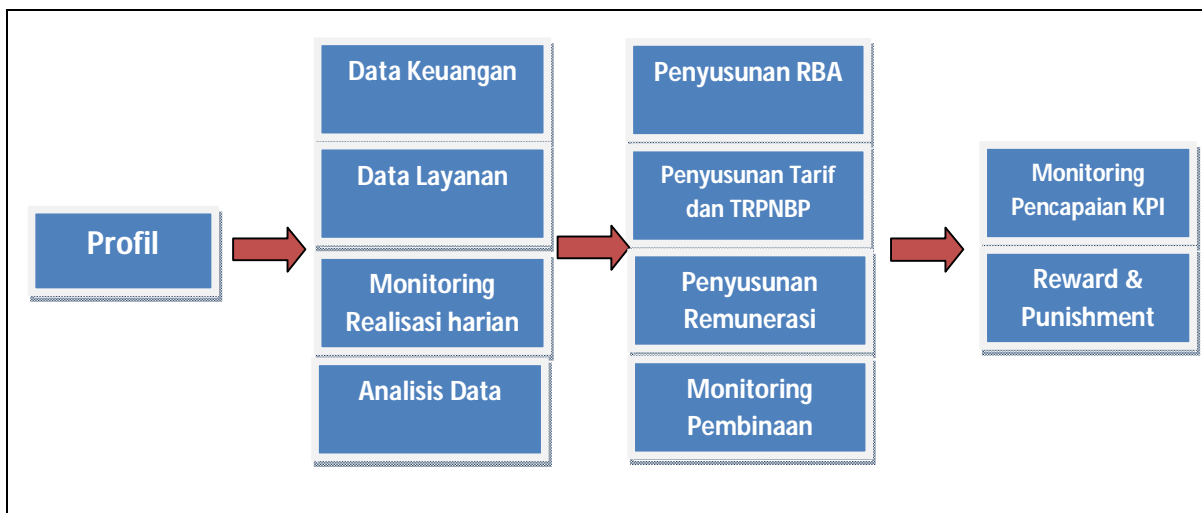 Profil
Data Keuangan
Data Layanan
Monitoring
Realisasi harian
Analisis Data
Penyusunan RBA
Penyusunan Tarif
dan TRPNBP
Penyusunan
Remunerasi
Monitoring
Pembinaan
Monitoring
Pencapaian KPI
Reward &
Punishment